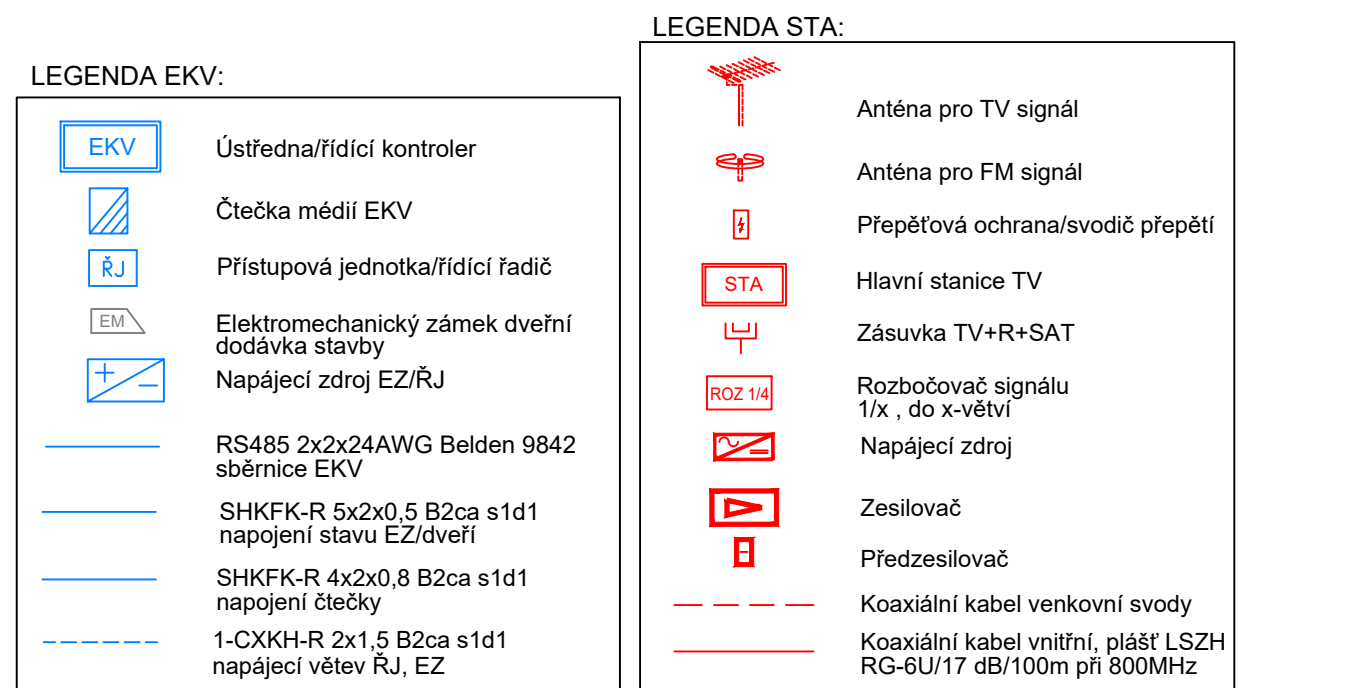 LEGENDA EKV:
EKV
Ústředna/řídící kontroler
Čtečka médií EKV
ŘJ
Přístupová jednotka/řídící řadič
EM
Elektromechanický zámek dveřní
dodávka stavby
Napájecí zdroj EZ/ŘJ
RS485 2x2x24AWG Belden 9842
sběrnice EKV
SHKFK-R 5x2x0,5 B2ca s1d1
napojení stavu EZ/dveří
SHKFK-R 4x2x0,8 B2ca s1d1
napojení čtečky
1-CXKH-R 2x1,5 B2ca s1d1
napájecí větev ŘJ, EZ
LEGENDA STA:
Anténa pro TV signál
Anténa pro FM signál
Přepěťová ochrana/svodič přepětí
STA
Hlavní stanice TV
Zásuvka TV+R+SAT
ROZ 1/4
Rozbočovač signálu
1/x , do x-větví
Napájecí zdroj
Zesilovač
Předzesilovač
Koaxiální kabel venkovní svody
Koaxiální kabel vnitřní, plášť LSZH
RG-6U/17 dB/100m při 800MHz